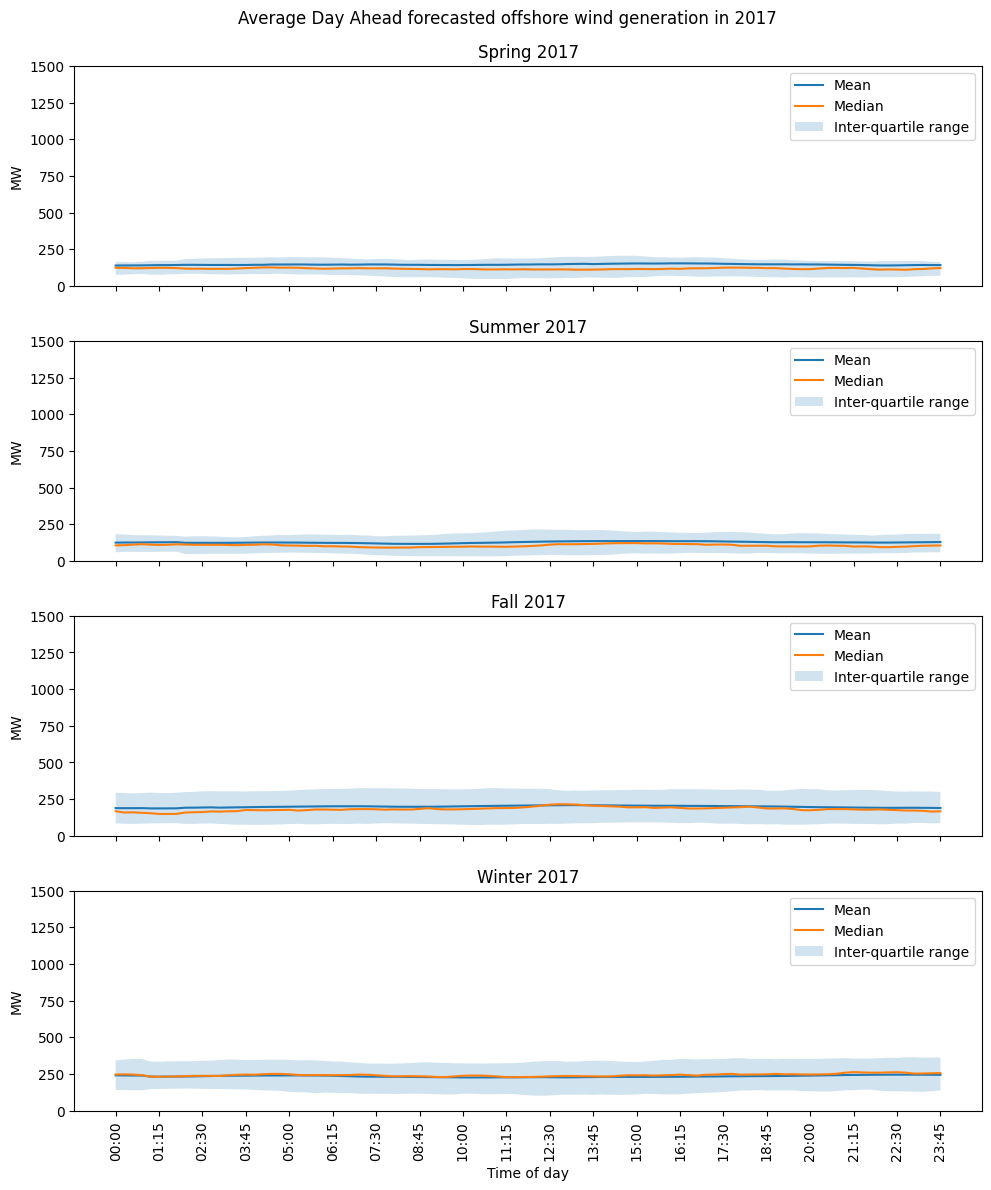 Average Day Ahead forecasted offshore wind generation in 2017
Spring 2017
1500
1250
1000
750
500
250
0
MW
Mean
Median
Inter-quartile range
Summer 2017
1500
1250
1000
750
500
250
0
MW
Mean
Median
Inter-quartile range
Fall 2017
1500
1250
1000
750
500
250
0
MW
Mean
Median
Inter-quartile range
Winter 2017
1500
1250
1000
750
500
250
0
MW
Mean
Median
Inter-quartile range
00:00
01:15
02:30
03:45
05:00
06:15
07:30
08:45
10:00
11:15
12:30
13:45
15:00
16:15
17:30
18:45
20:00
21:15
22:30
23:45
Time of day